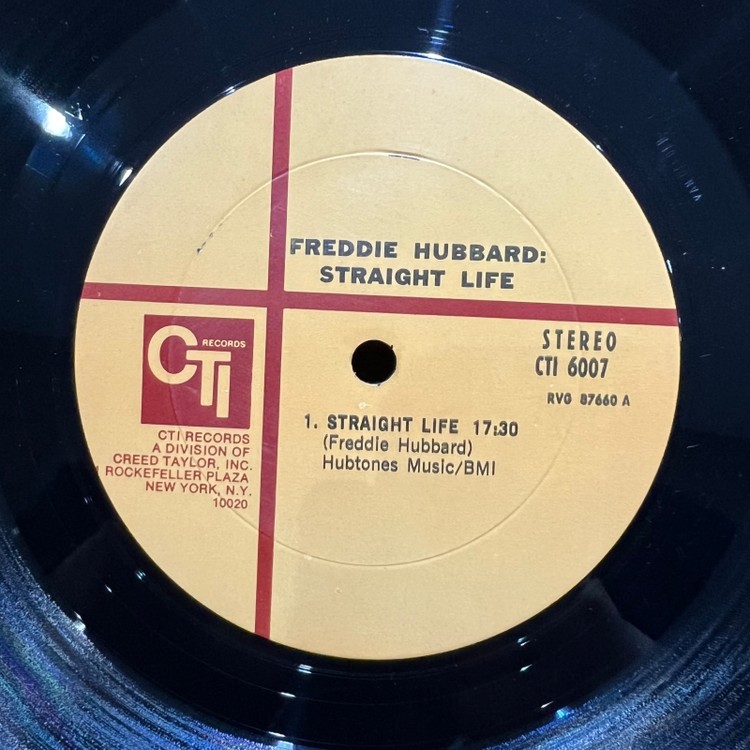 FREDDIE HUBBARD:
STRAIGHT LIFE
STEREO
CTI 6007
RVG 87660 A
CTI RECORDS
1. STRAIGHT LIFE 17:30
(Freddie Hubbard)
Hubtones Music/BMI
CTI RECORDS
A DIVISION OF
CREED TAYLOR, INC.
1 ROCKEFELLER PLAZA
NEW YORK, N.Y.
10020